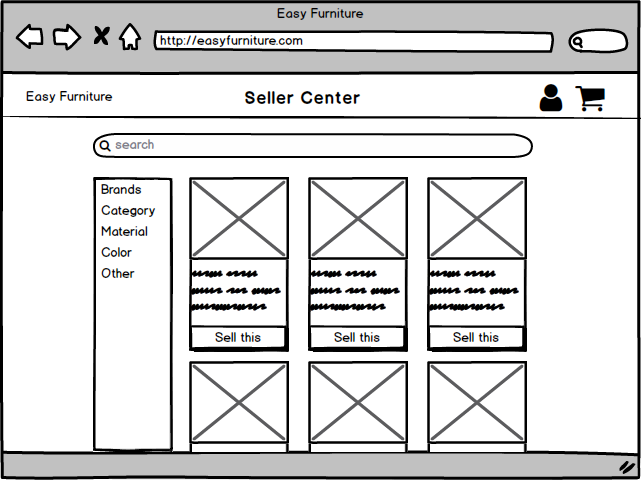 Easy Furniture
http://easyfurniture.com
Easy Furniture
Seller Center
search
Brands
Category
Material
Color
Other
Sell this
Sell this
Sell this